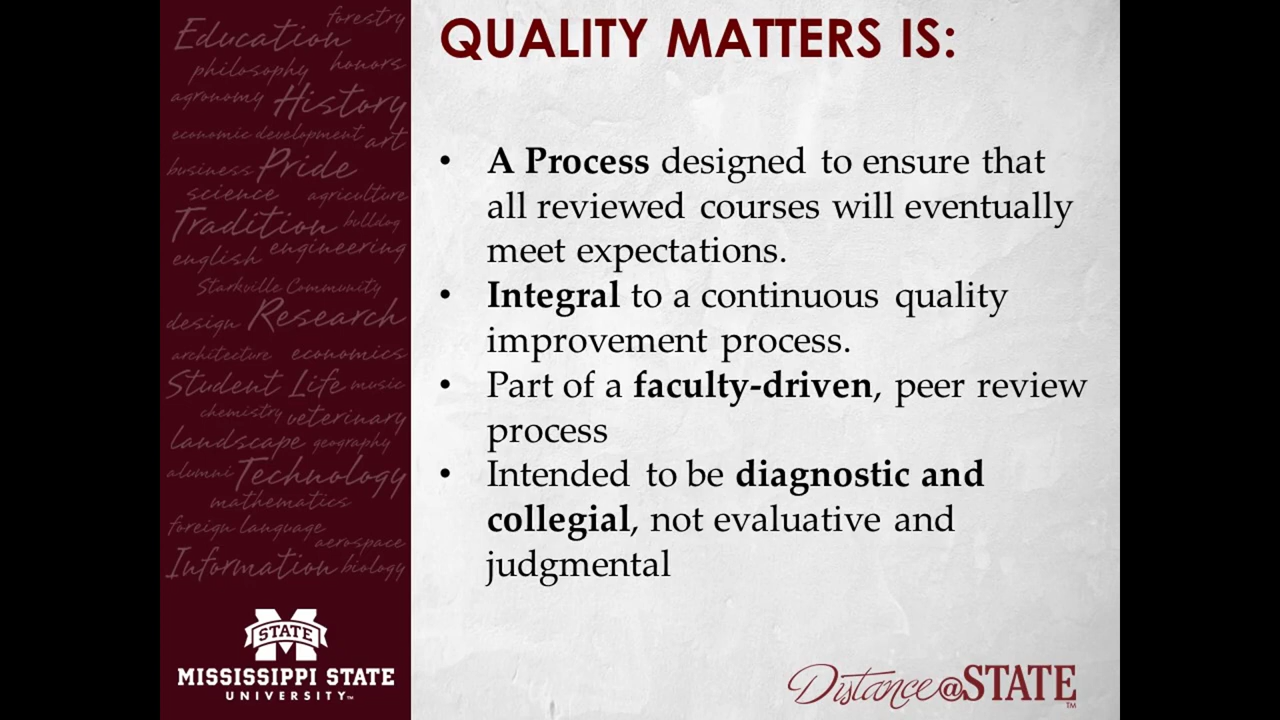 forestry
Education
philosophy honors
agronomy History
economic development art
business Pride
science agriculture
Tradition bulldog
english engineering
Starkville Community
design Research
architecture economics
Student Life music
chemistry veterinary
landscape geography
alumni Technology
mathematics
foreign language
aerospace
Information biology
STATE
MISSISSIPPI STATE
UNIVERSITY™
QUALITY MATTERS IS:
• A Process designed to ensure that
all reviewed courses will eventually
meet expectations.
• Integral to a continuous quality
improvement process.
• Part of a faculty-driven, peer review
process
• Intended to be diagnostic and
collegial, not evaluative and
judgmental
Distance@STATE™